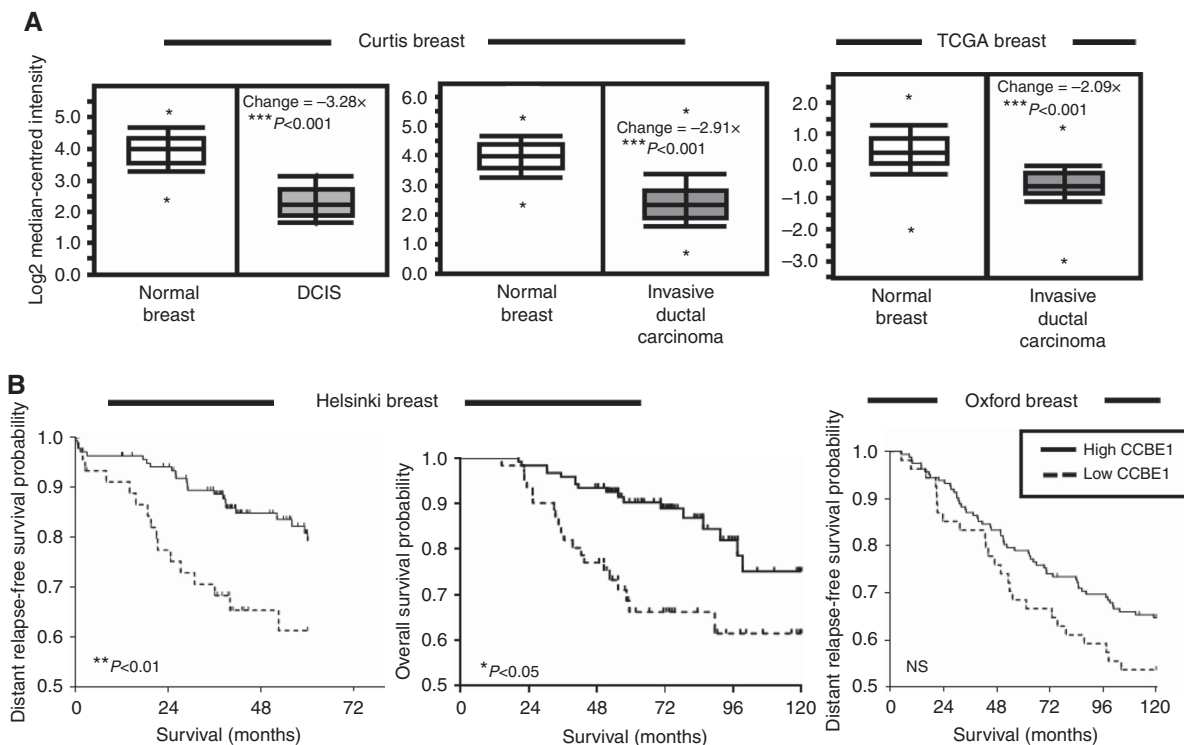 A
Curtis breast
TCGA breast
Log2 median-centred intensity
5.0
4.0
3.0
2.0
1.0
0.0
Change = –3.28×
***P<0.001
Normal
breast
DCIS
6.0
5.0
4.0
3.0
2.0
1.0
0.0
Change = –2.91×
***P<0.001
Normal
breast
Invasive
ductal
carcinoma
2.0
1.0
0.0
–1.0
–2.0
–3.0
Change = –2.09×
***P<0.001
Normal
breast
Invasive
ductal
carcinoma
B
Helsinki breast
Oxford breast
Distant relapse-free survival probability
1.0
0.9
0.8
0.7
0.6
0.5
**P<0.01
0 24 48 72
Survival (months)
Overall survival probability
1.0
0.9
0.8
0.7
0.6
0.5
*P<0.05
0 24 48 72 96 120
Survival (months)
Distant relapse-free survival probability
1.0
0.9
0.8
0.7
0.6
0.5
High CCBE1
Low CCBE1
NS
0 24 48 72 96 120
Survival (months)